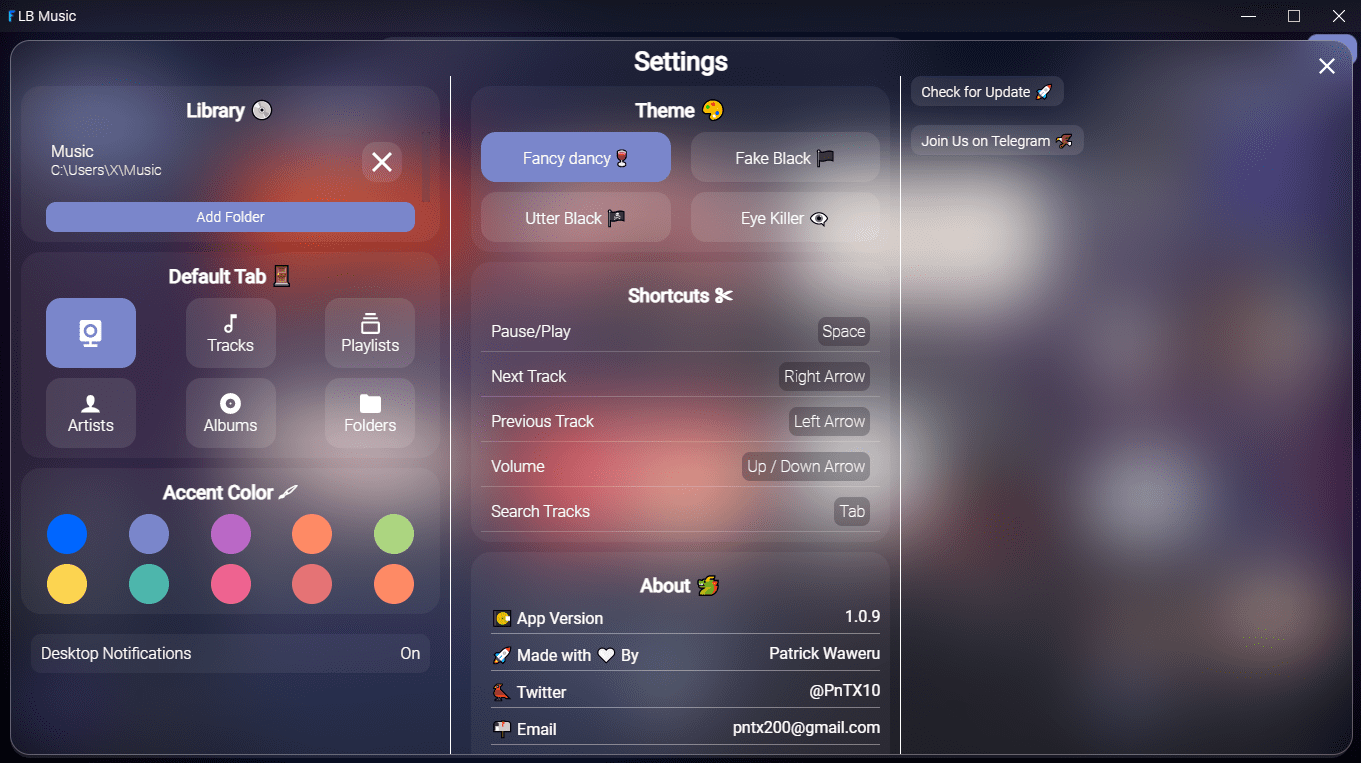 F LB Music
Settings
Library
Music
C:\Users\X\Music
Add Folder
Default Tab
Tracks
Playlists
Artists
Albums
Folders
Accent Color
Desktop Notifications On
Theme
Fancy dancy
Fake Black
Utter Black
Eye Killer
Shortcuts
Pause/Play Space
Next Track Right Arrow
Previous Track Left Arrow
Volume Up / Down Arrow
Search Tracks Tab
About
App Version 1.0.9
Made with By Patrick Waweru
Twitter @PnTX10
Email pntx200@gmail.com
Check for Update
Join Us on Telegram